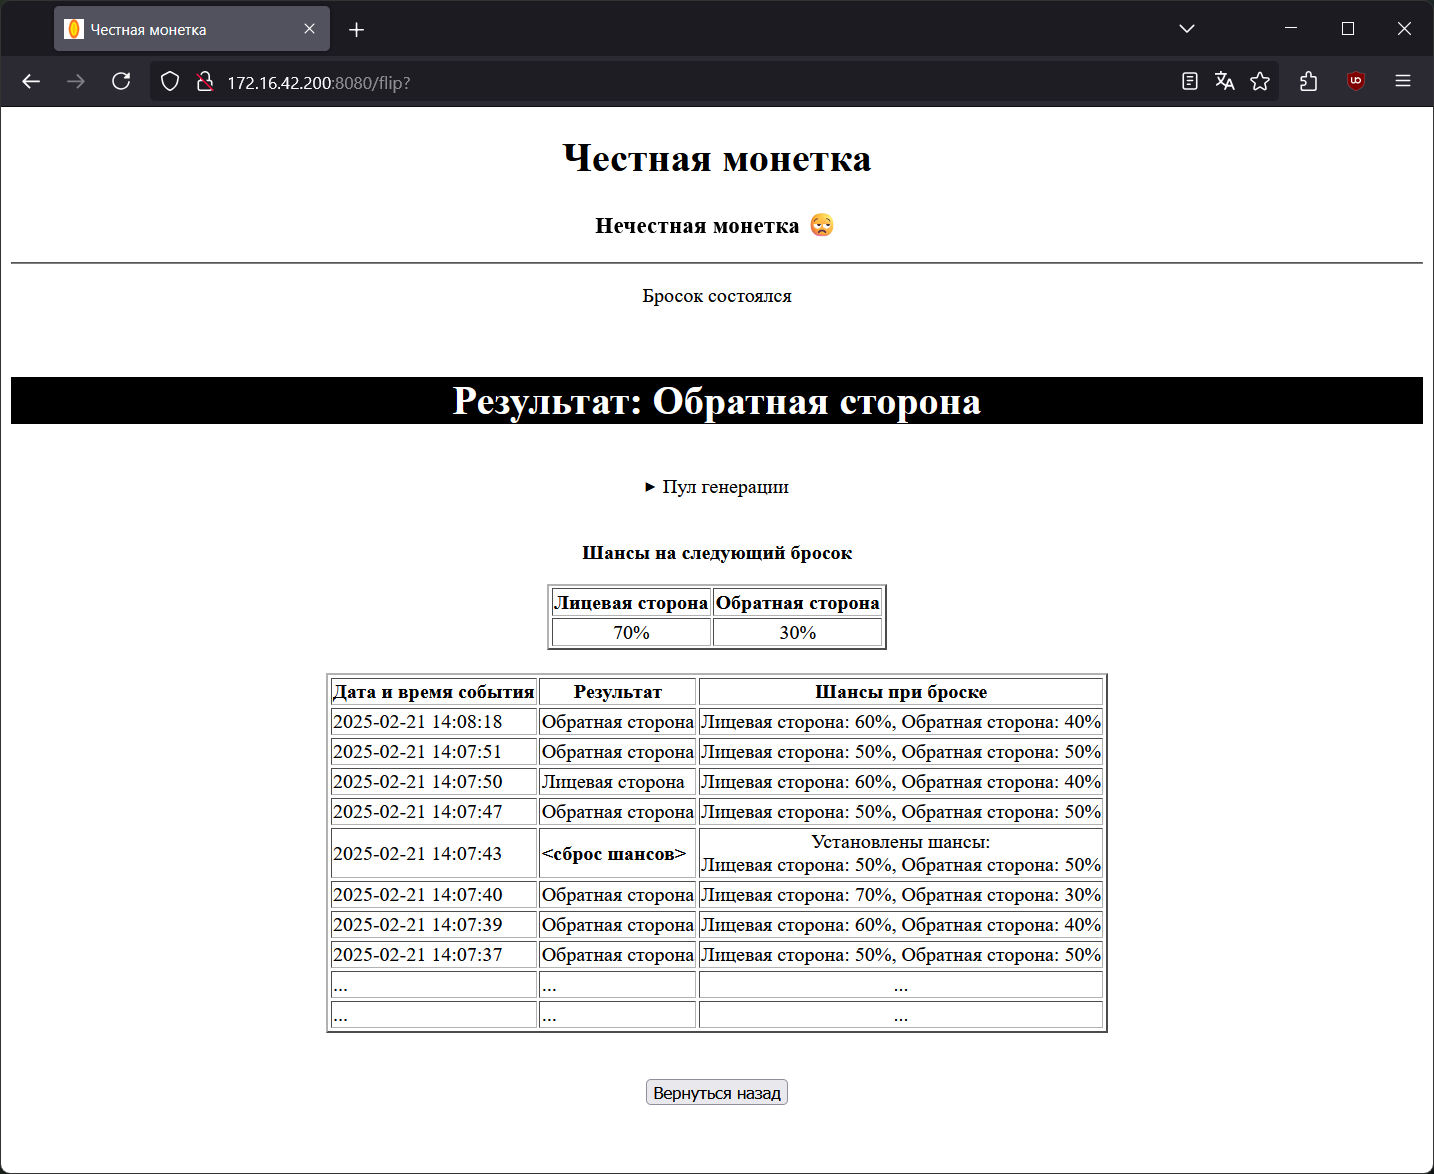 Честная монетка
172.16.42.200:8080/flip?
Честная монетка
Нечестная монетка
Бросок состоялся
Результат: Обратная сторона
► Пул генерации
Шансы на следующий бросок
Лицевая сторона Обратная сторона
70% 30%
Дата и время события Результат Шансы при броске
2025-02-21 14:08:18 Обратная сторона Лицевая сторона: 60%, Обратная сторона: 40%
2025-02-21 14:07:51 Обратная сторона Лицевая сторона: 50%, Обратная сторона: 50%
2025-02-21 14:07:50 Лицевая сторона Лицевая сторона: 60%, Обратная сторона: 40%
2025-02-21 14:07:47 Обратная сторона Лицевая сторона: 50%, Обратная сторона: 50%
2025-02-21 14:07:43 <сброс шансов> Установлены шансы:
Лицевая сторона: 50%, Обратная сторона: 50%
2025-02-21 14:07:40 Обратная сторона Лицевая сторона: 70%, Обратная сторона: 30%
2025-02-21 14:07:39 Обратная сторона Лицевая сторона: 60%, Обратная сторона: 40%
2025-02-21 14:07:37 Обратная сторона Лицевая сторона: 50%, Обратная сторона: 50%
... ... ...
... ... ...
Вернуться назад